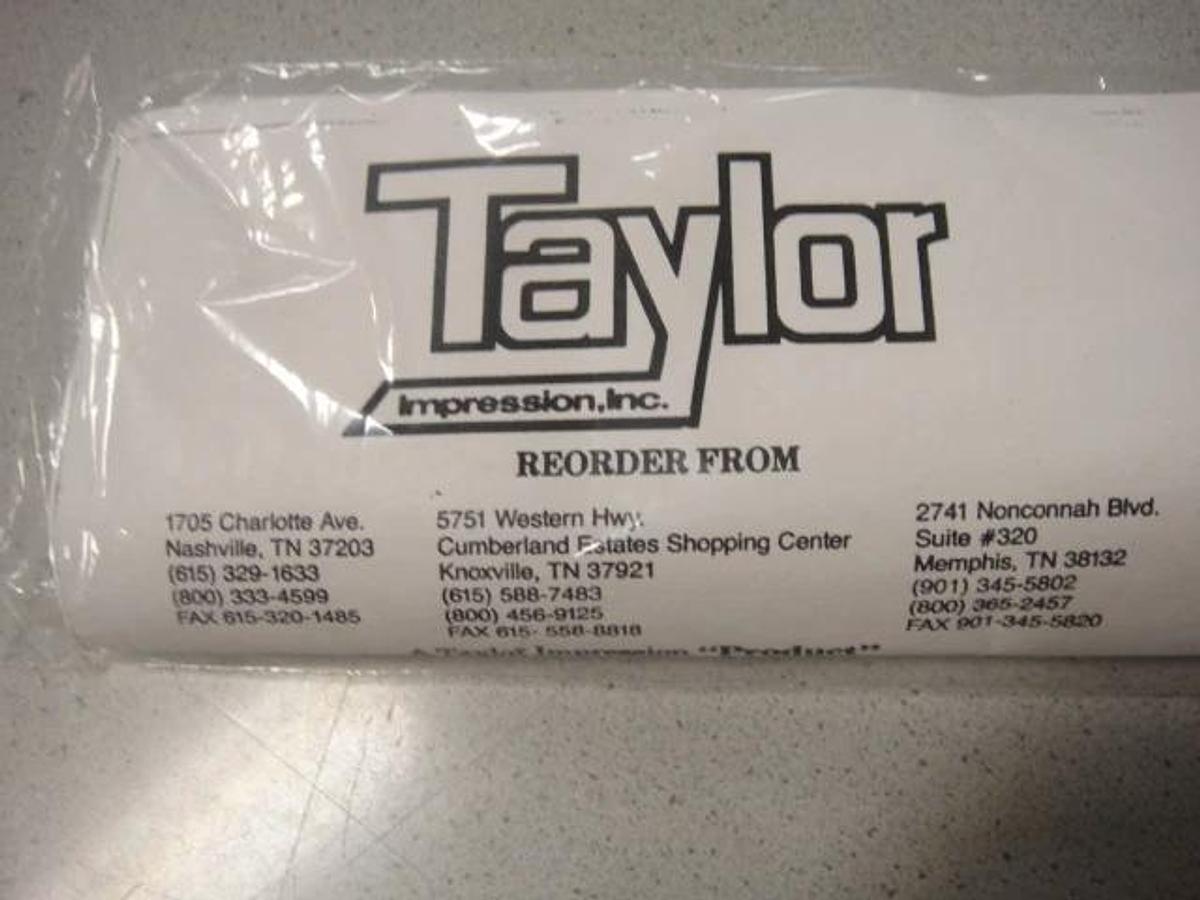 Taylor
Impression, Inc.
REORDER FROM
1705 Charlotte Ave.
Nashville, TN 37203
(615) 329-1633
(800) 333-4599
FAX 615-320-1485
5751 Western Hwy.
Cumberland Estates Shopping Center
Knoxville, TN 37921
(615) 588-7483
(800) 456-9125
FAX 615- 558-8818
2741 Nonconnah Blvd.
Suite #320
Memphis, TN 38132
(901) 345-5802
(800) 365-2457
FAX 901-345-5820
A Taylor Impression "Product"